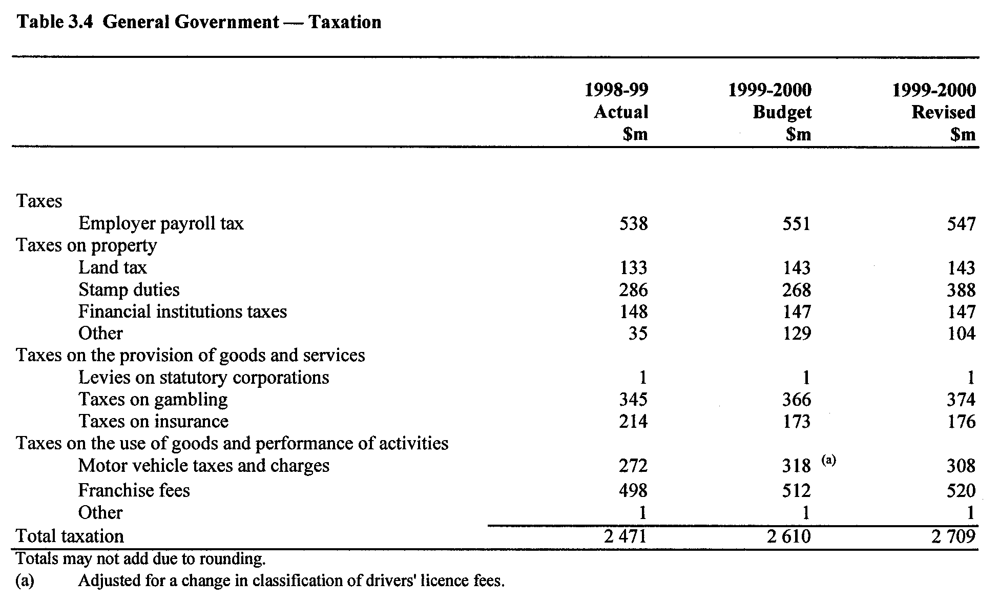 Table 3.4 General Government — Taxation
1998-99 1999-2000 1999-2000
Actual Budget Revised
$m $m $m
Taxes
Employer payroll tax 538 551 547
Taxes on property
Land tax 133 143 143
Stamp duties 286 268 388
Financial institutions taxes 148 147 147
Other 35 129 104
Taxes on the provision of goods and services
Levies on statutory corporations 1 1 1
Taxes on gambling 345 366 374
Taxes on insurance 214 173 176
Taxes on the use of goods and performance of activities
Motor vehicle taxes and charges 272 318 (a) 308
Franchise fees 498 512 520
Other 1 1 1
Total taxation 2 471 2 610 2 709
Totals may not add due to rounding.
(a) Adjusted for a change in classification of drivers' licence fees.